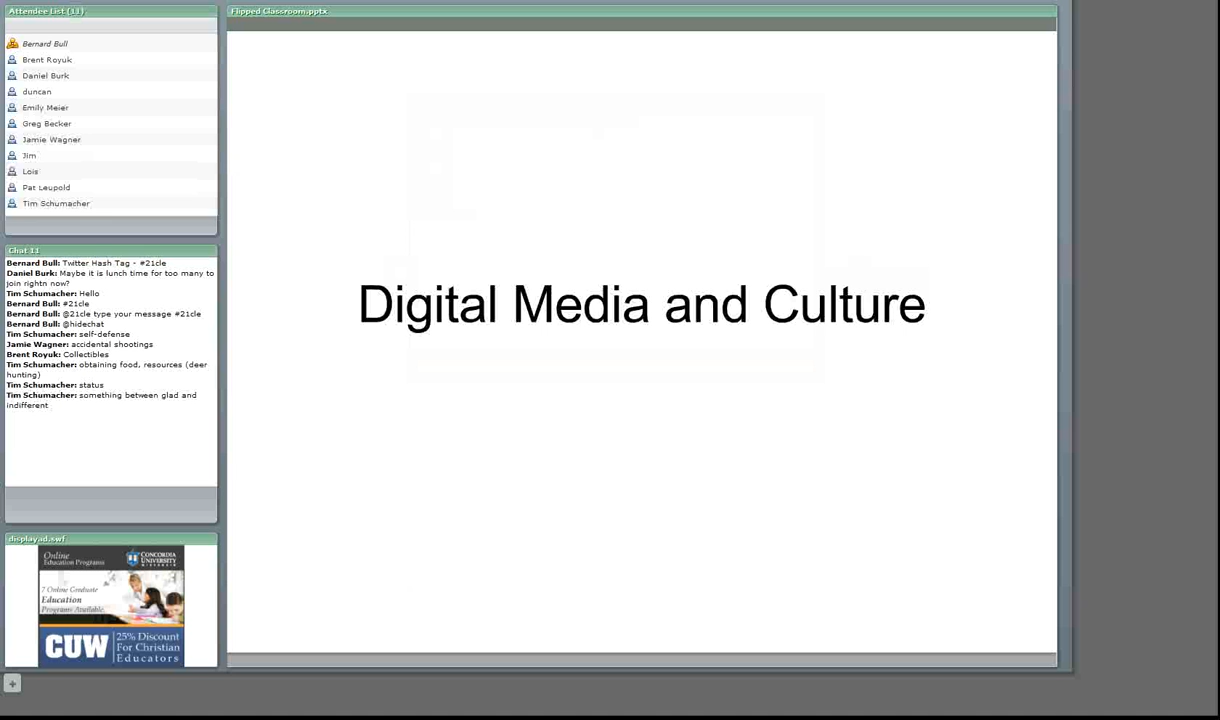 Attendee List (11)
Bernard Bull
Brent Royuk
Daniel Burk
duncan
Emily Meier
Greg Becker
Jamie Wagner
Jim
Lois
Pat Leupold
Tim Schumacher
Chat 11
Bernard Bull: Twitter Hash Tag - #21cle
Daniel Burk: Maybe it is lunch time for too many to
join rightn now?
Tim Schumacher: Hello
Bernard Bull: #21cle
Bernard Bull: @21cle type your message #21cle
Bernard Bull: @hidechat
Tim Schumacher: self-defense
Jamie Wagner: accidental shootings
Brent Royuk: Collectibles
Tim Schumacher: obtaining food, resources (deer
hunting)
Tim Schumacher: status
Tim Schumacher: something between glad and
indifferent
displayad.swf
Online
Education Programs
CONCORDIA
UNIVERSITY
WISCONSIN
7 Online Graduate
Education
Programs Available.
CUW
25% Discount
For Christian
Educators
Flipped Classroom.pptx
Digital Media and Culture